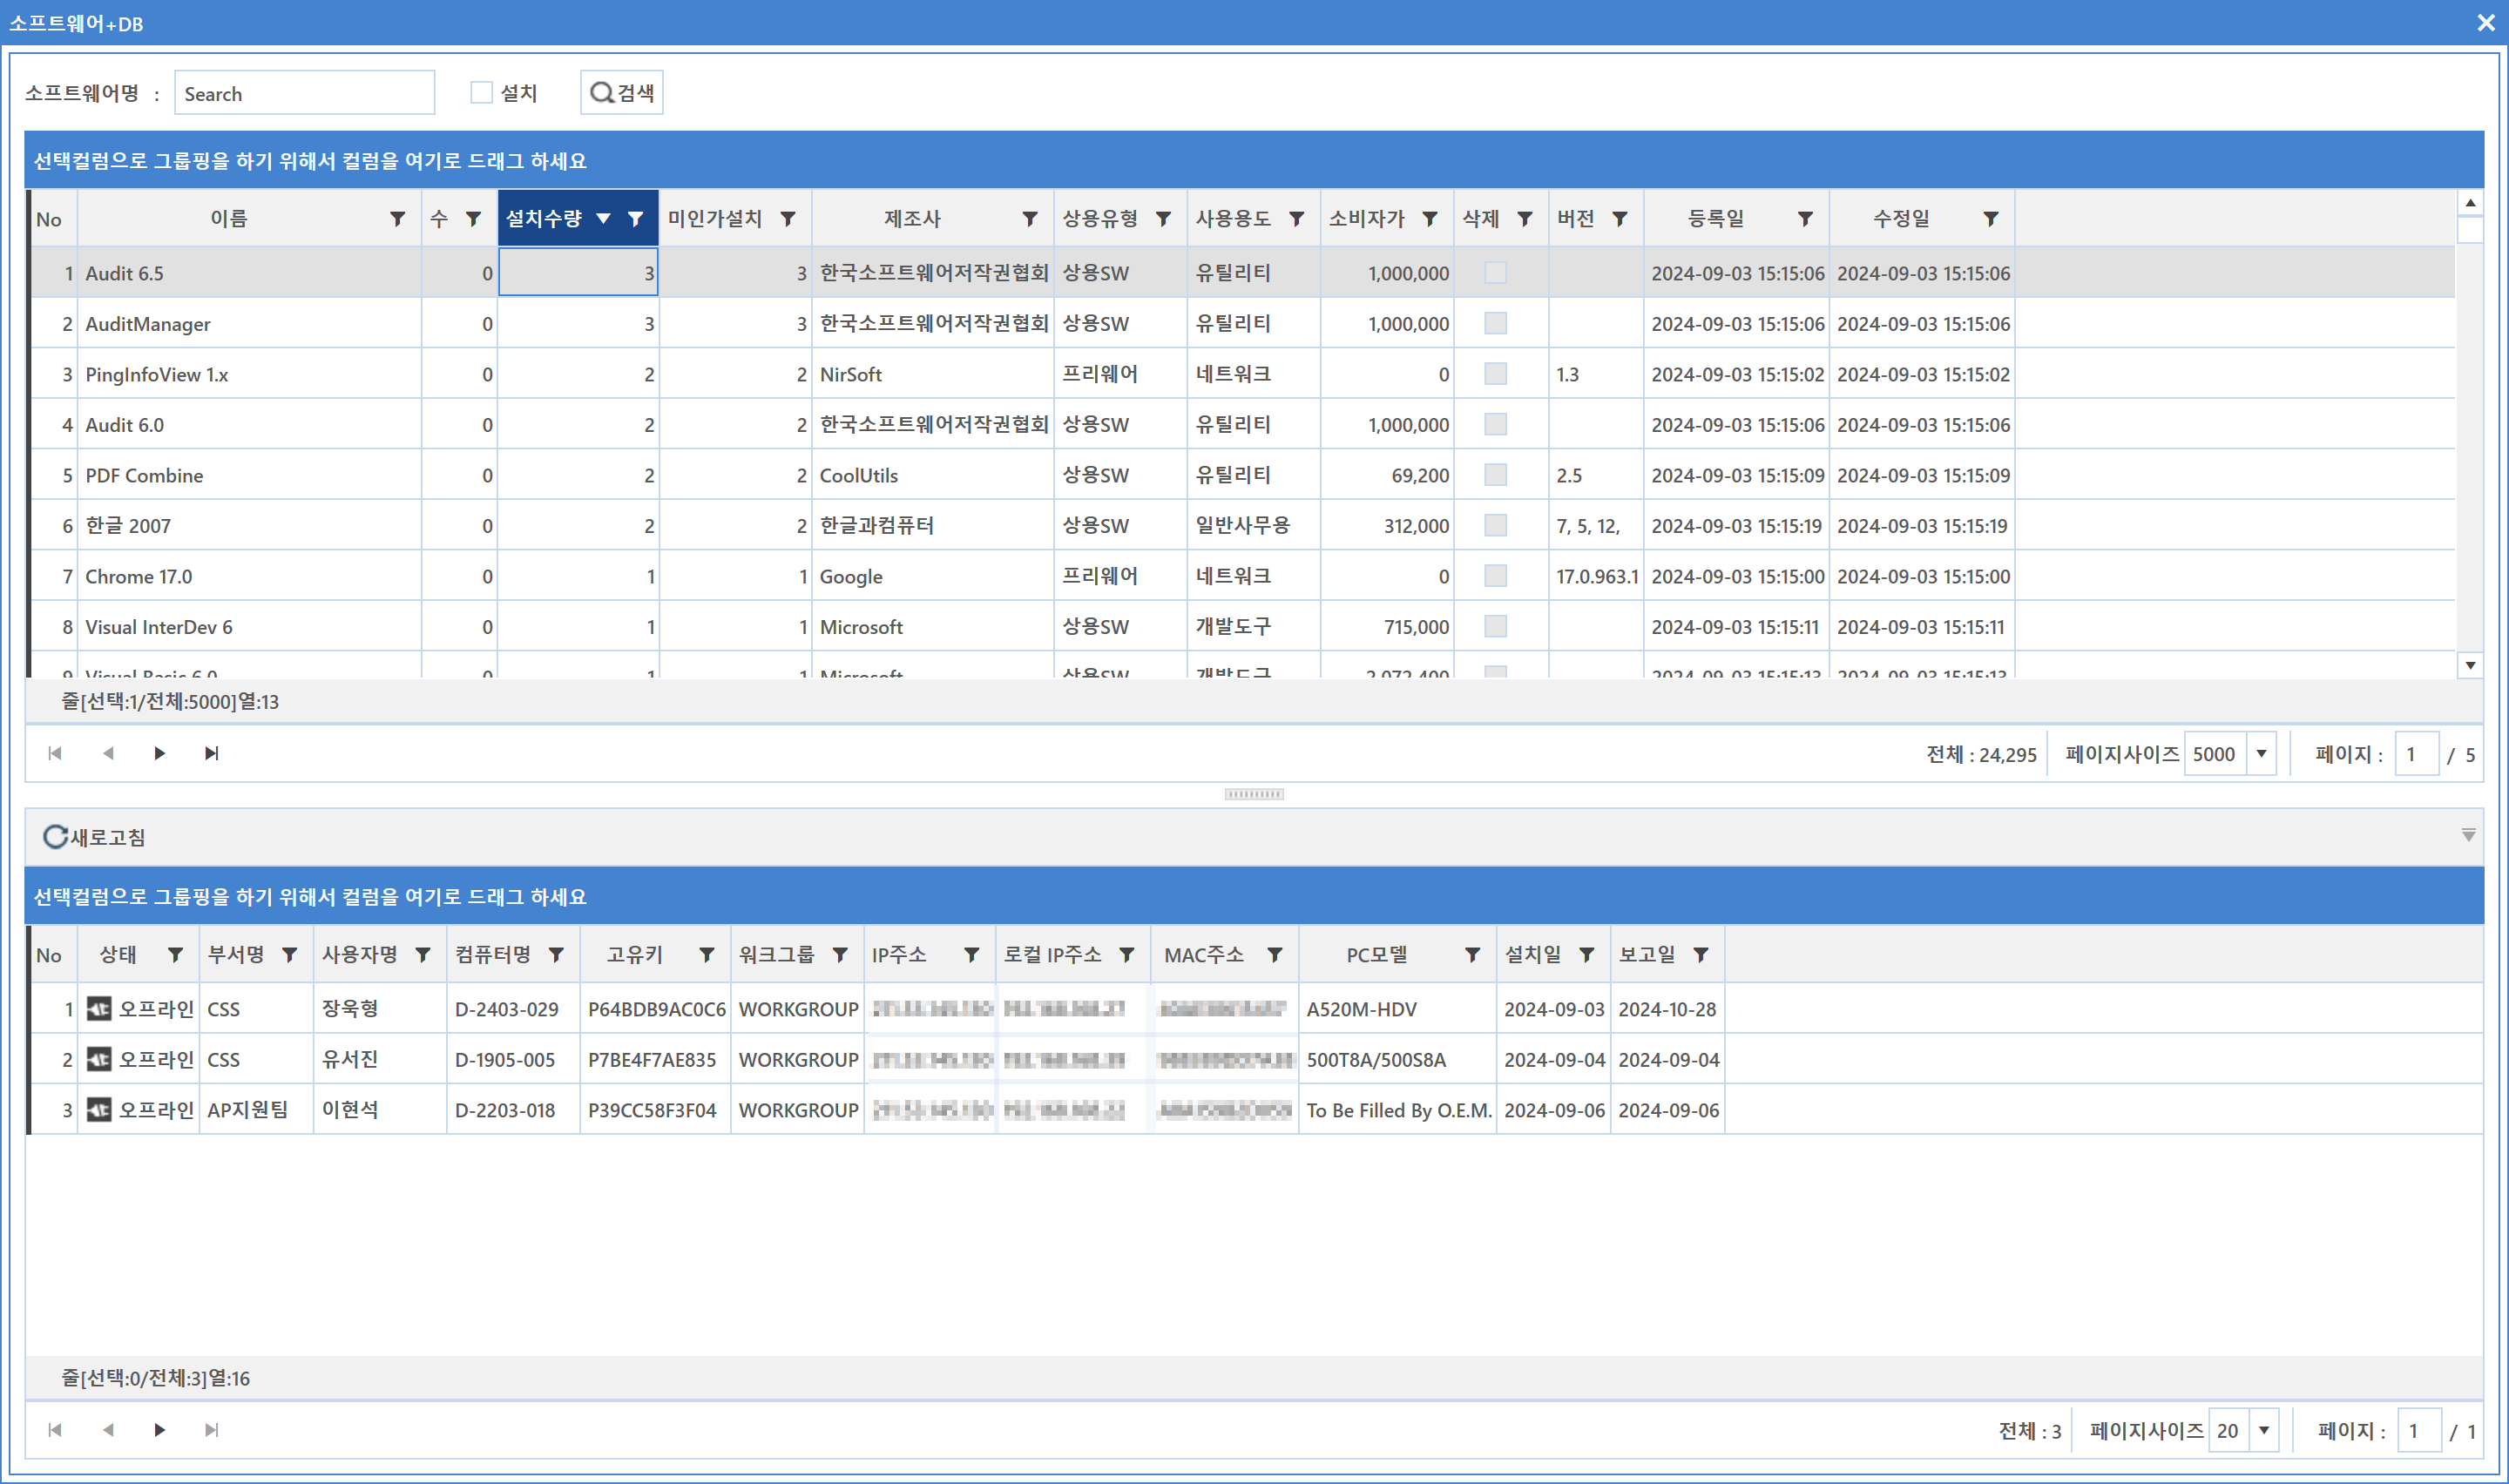 소프트웨어+DB
소프트웨어명 : Search 설치 검색
선택컬럼으로 그룹핑을 하기 위해서 컬럼을 여기로 드래그 하세요
No 이름 수 설치수량 미인가설치 제조사 상용유형 사용용도 소비자가 삭제 버전 등록일 수정일
1 Audit 6.5 0 3 3 한국소프트웨어저작권협회 상용SW 유틸리티 1,000,000 2024-09-03 15:15:06 2024-09-03 15:15:06
2 AuditManager 0 3 3 한국소프트웨어저작권협회 상용SW 유틸리티 1,000,000 2024-09-03 15:15:06 2024-09-03 15:15:06
3 PingInfoView 1.x 0 2 2 NirSoft 프리웨어 네트워크 0 1.3 2024-09-03 15:15:02 2024-09-03 15:15:02
4 Audit 6.0 0 2 2 한국소프트웨어저작권협회 상용SW 유틸리티 1,000,000 2024-09-03 15:15:06 2024-09-03 15:15:06
5 PDF Combine 0 2 2 CoolUtils 상용SW 유틸리티 69,200 2.5 2024-09-03 15:15:09 2024-09-03 15:15:09
6 한글 2007 0 2 2 한글과컴퓨터 상용SW 일반사무용 312,000 7, 5, 12, 2024-09-03 15:15:19 2024-09-03 15:15:19
7 Chrome 17.0 0 1 1 Google 프리웨어 네트워크 0 17.0.963.1 2024-09-03 15:15:00 2024-09-03 15:15:00
8 Visual InterDev 6 0 1 1 Microsoft 상용SW 개발도구 715,000 2024-09-03 15:15:11 2024-09-03 15:15:11
9 Visual Basic 6.0 0 1 1 Microsoft 상용SW 개발도구 2,072,400 2024-09-03 15:15:13 2024-09-03 15:15:13
줄[선택:1/전체:5000]열:13
전체 : 24,295 페이지사이즈 5000 페이지 : 1 / 5
새로고침
선택컬럼으로 그룹핑을 하기 위해서 컬럼을 여기로 드래그 하세요
No 상태 부서명 사용자명 컴퓨터명 고유키 워크그룹 IP주소 로컬 IP주소 MAC주소 PC모델 설치일 보고일
1 오프라인 CSS 장욱형 D-2403-029 P64BDB9AC0C6 WORKGROUP A520M-HDV 2024-09-03 2024-10-28
2 오프라인 CSS 유서진 D-1905-005 P7BE4F7AE835 WORKGROUP 500T8A/500S8A 2024-09-04 2024-09-04
3 오프라인 AP지원팀 이현석 D-2203-018 P39CC58F3F04 WORKGROUP To Be Filled By O.E.M. 2024-09-06 2024-09-06
줄[선택:0/전체:3]열:16
전체 : 3 페이지사이즈 20 페이지 : 1 / 1